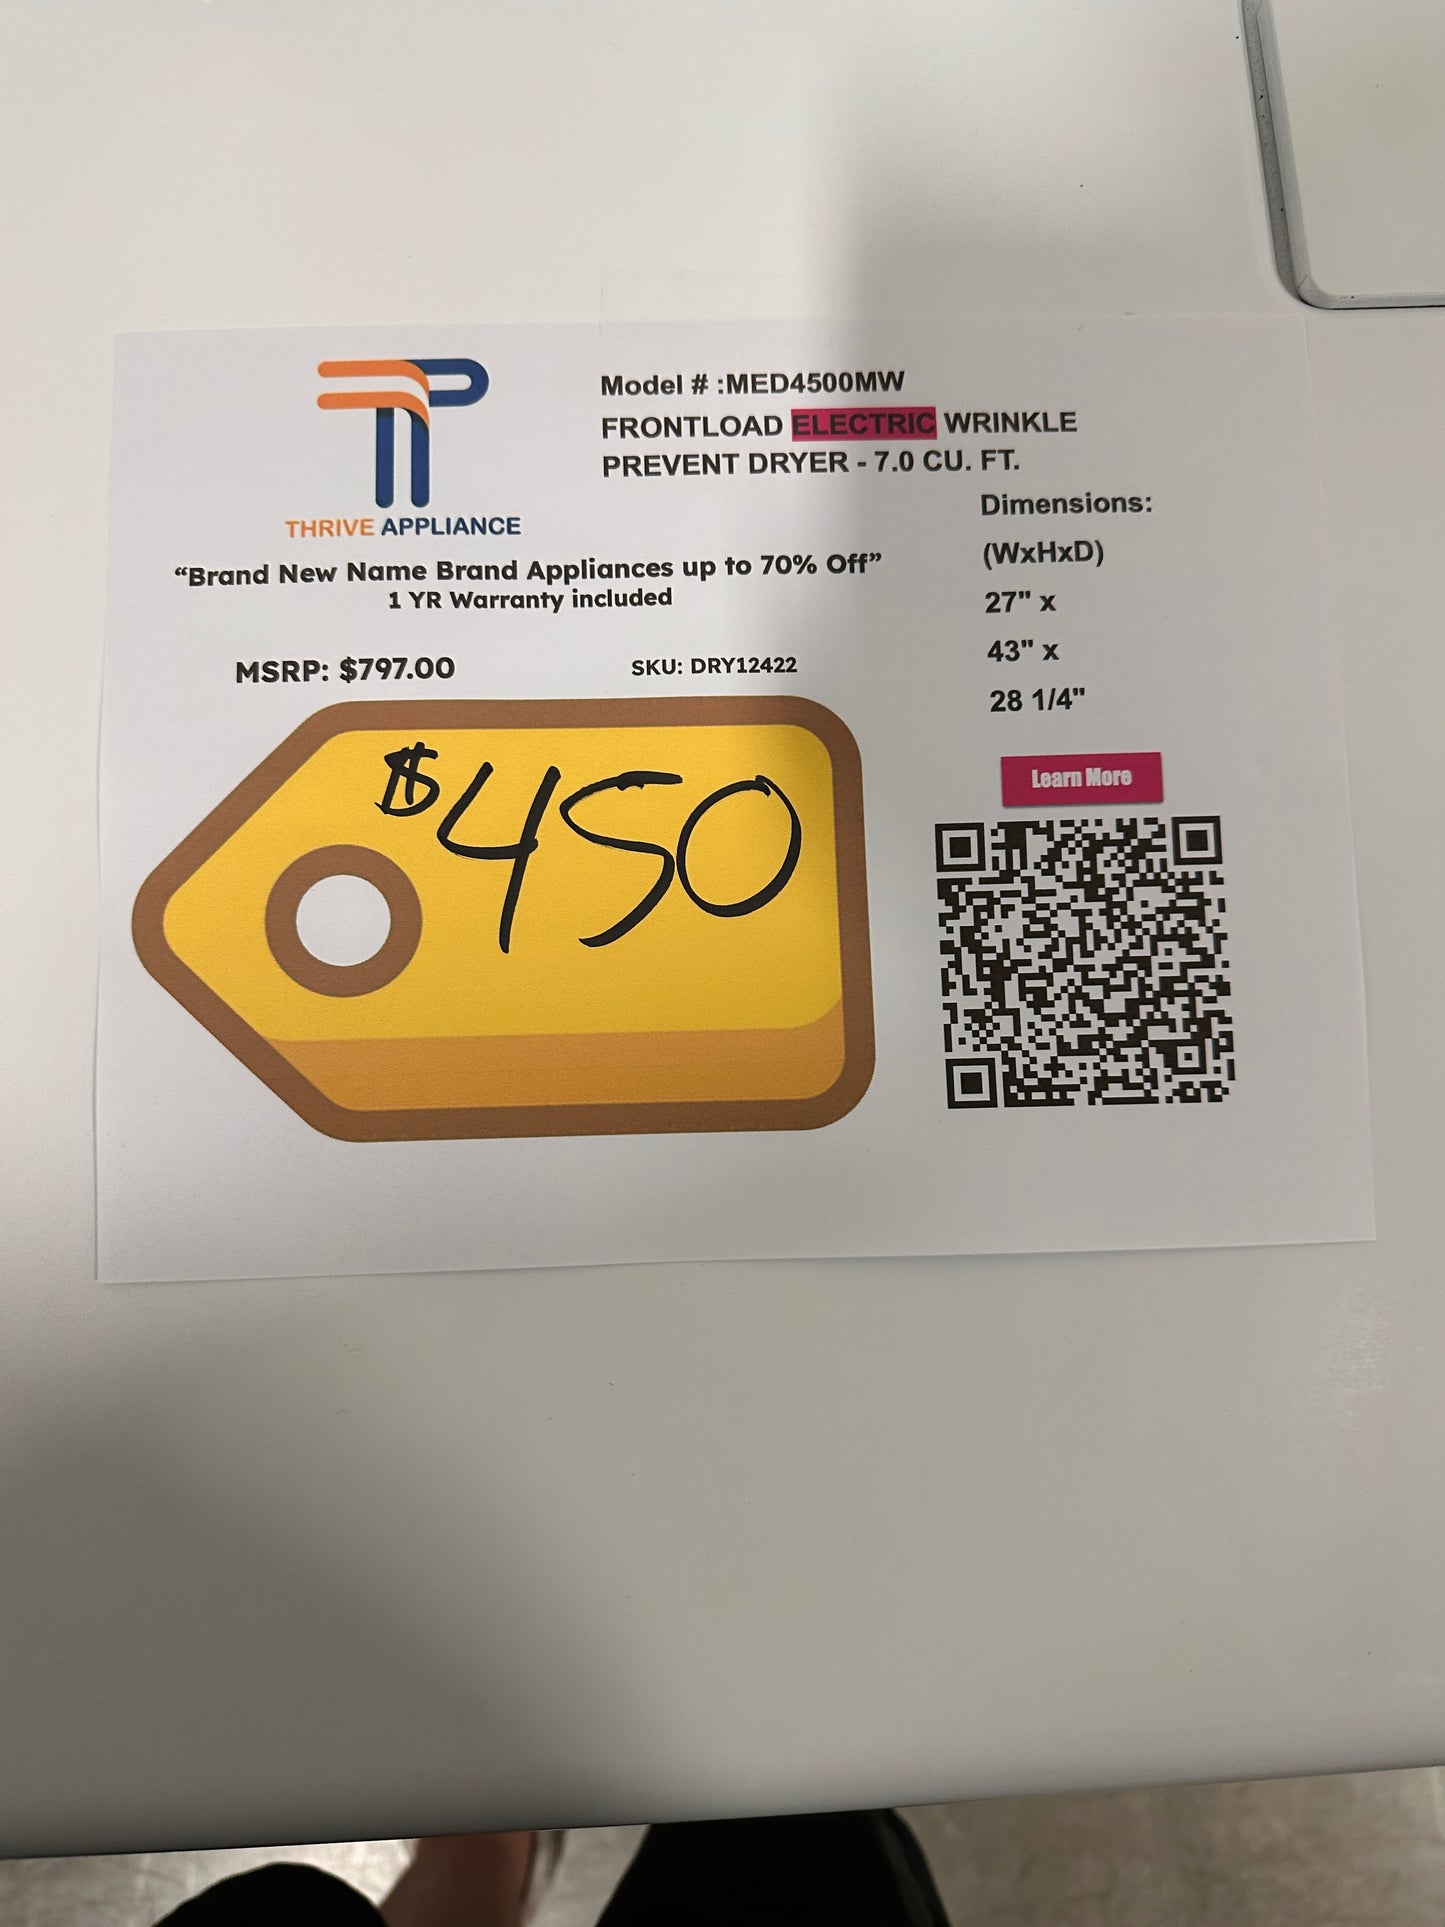 THRIVE APPLIANCE
Model # :MED4500MW
FRONTLOAD ELECTRIC WRINKLE
PREVENT DRYER - 7.0 CU. FT.
“Brand New Name Brand Appliances up to 70% Off”
1 YR Warranty included
MSRP: $797.00
SKU: DRY12422
$450
Dimensions:
(WxHxD)
27" x
43" x
28 1/4"
Learn More